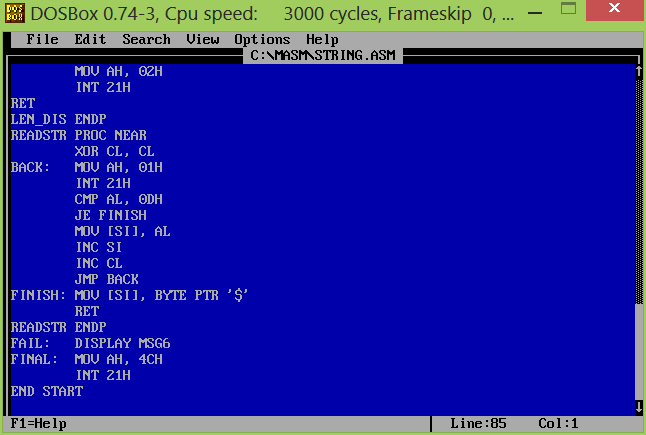 DOSBox 0.74-3, Cpu speed: 3000 cycles, Frameskip 0, ...
File Edit Search View Options Help
C:\MASM\STRING.ASM
MOV AH, 02H
INT 21H
RET
LEN_DIS ENDP
READSTR PROC NEAR
XOR CL, CL
BACK: MOV AH, 01H
INT 21H
CMP AL, 0DH
JE FINISH
MOV [SI], AL
INC SI
INC CL
JMP BACK
FINISH: MOV [SI], BYTE PTR '$'
RET
READSTR ENDP
FAIL: DISPLAY MSG6
FINAL: MOV AH, 4CH
INT 21H
END START
F1=Help Line:85 Col:1